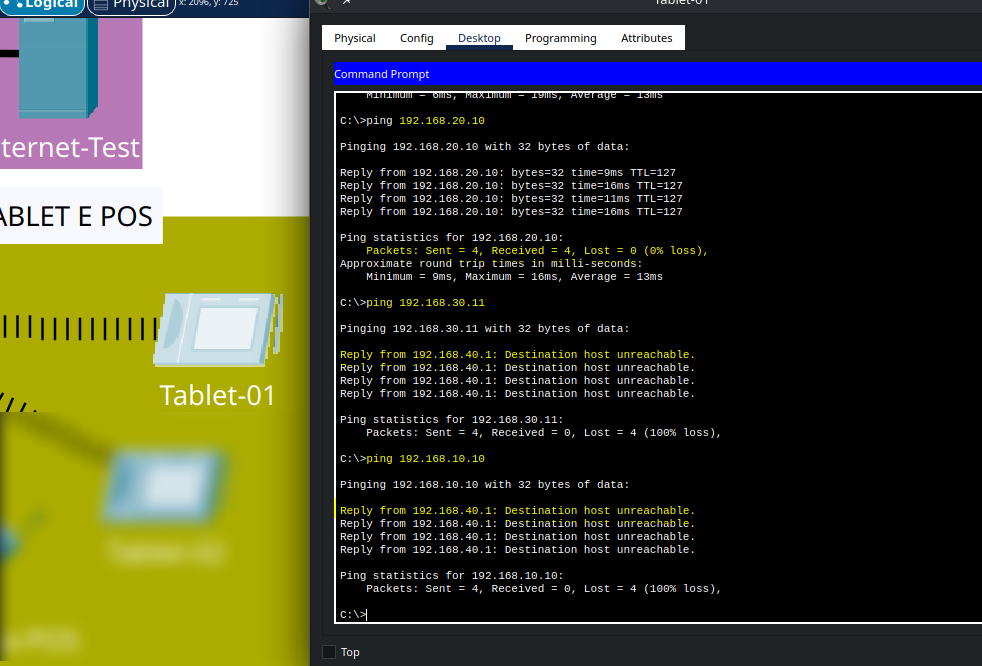 Logical
Physical
x: 2096, y: 725
Tablet-01
Physical
Config
Desktop
Programming
Attributes
Command Prompt
Minimum = 6ms, Maximum = 19ms, Average = 13ms
C:\>ping 192.168.20.10
Pinging 192.168.20.10 with 32 bytes of data:
Reply from 192.168.20.10: bytes=32 time=9ms TTL=127
Reply from 192.168.20.10: bytes=32 time=16ms TTL=127
Reply from 192.168.20.10: bytes=32 time=11ms TTL=127
Reply from 192.168.20.10: bytes=32 time=16ms TTL=127
Ping statistics for 192.168.20.10:
Packets: Sent = 4, Received = 4, Lost = 0 (0% loss),
Approximate round trip times in milli-seconds:
Minimum = 9ms, Maximum = 16ms, Average = 13ms
C:\>ping 192.168.30.11
Pinging 192.168.30.11 with 32 bytes of data:
Reply from 192.168.40.1: Destination host unreachable.
Reply from 192.168.40.1: Destination host unreachable.
Reply from 192.168.40.1: Destination host unreachable.
Reply from 192.168.40.1: Destination host unreachable.
Ping statistics for 192.168.30.11:
Packets: Sent = 4, Received = 0, Lost = 4 (100% loss),
C:\>ping 192.168.10.10
Pinging 192.168.10.10 with 32 bytes of data:
Reply from 192.168.40.1: Destination host unreachable.
Reply from 192.168.40.1: Destination host unreachable.
Reply from 192.168.40.1: Destination host unreachable.
Reply from 192.168.40.1: Destination host unreachable.
Ping statistics for 192.168.10.10:
Packets: Sent = 4, Received = 0, Lost = 4 (100% loss),
C:\>
Top
ternet-Test
ABLET E POS
Tablet-01
Tablet-02